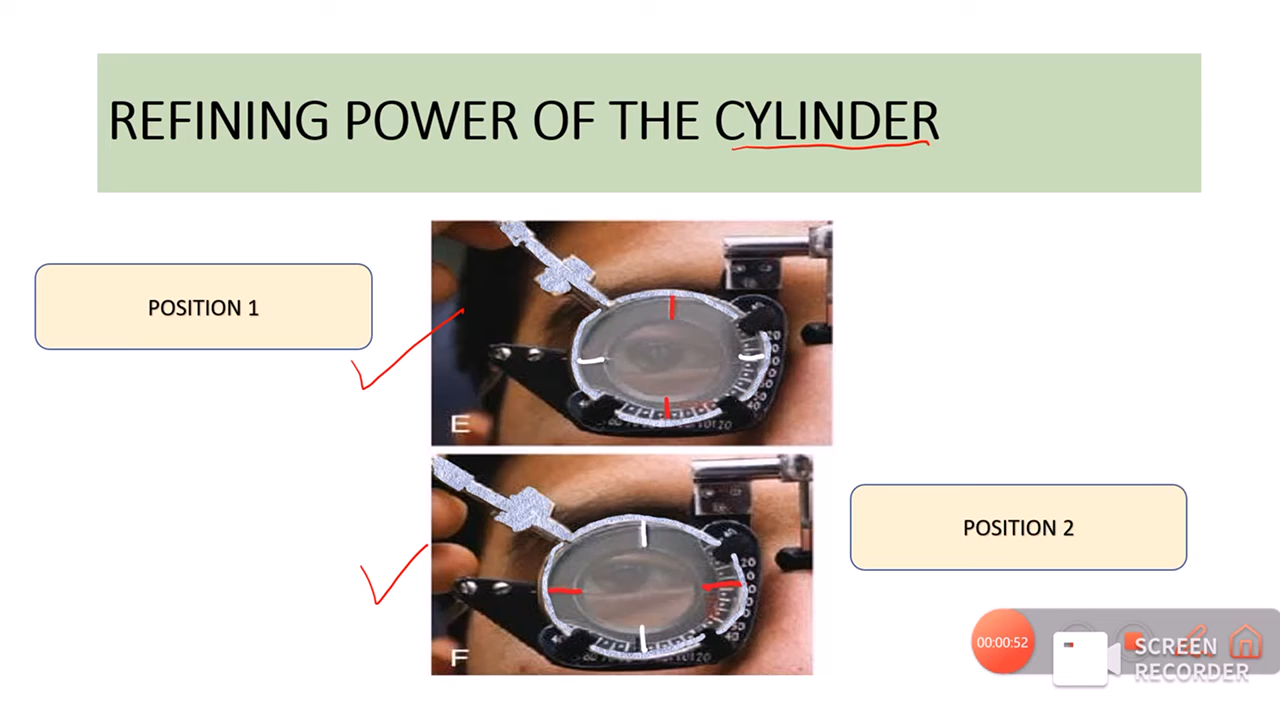 REFINING POWER OF THE CYLINDER
POSITION 1
E
POSITION 2
F
00:00:52
SCREEN
RECORDER